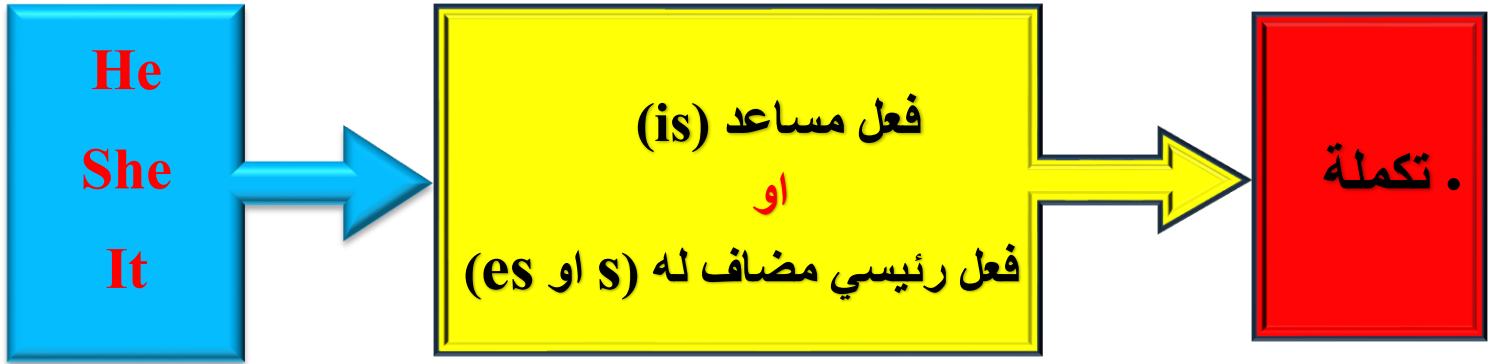 He
She
It
فعل مساعد (is)
او
فعل رئيسي مضاف له (s او es)
تكملة .